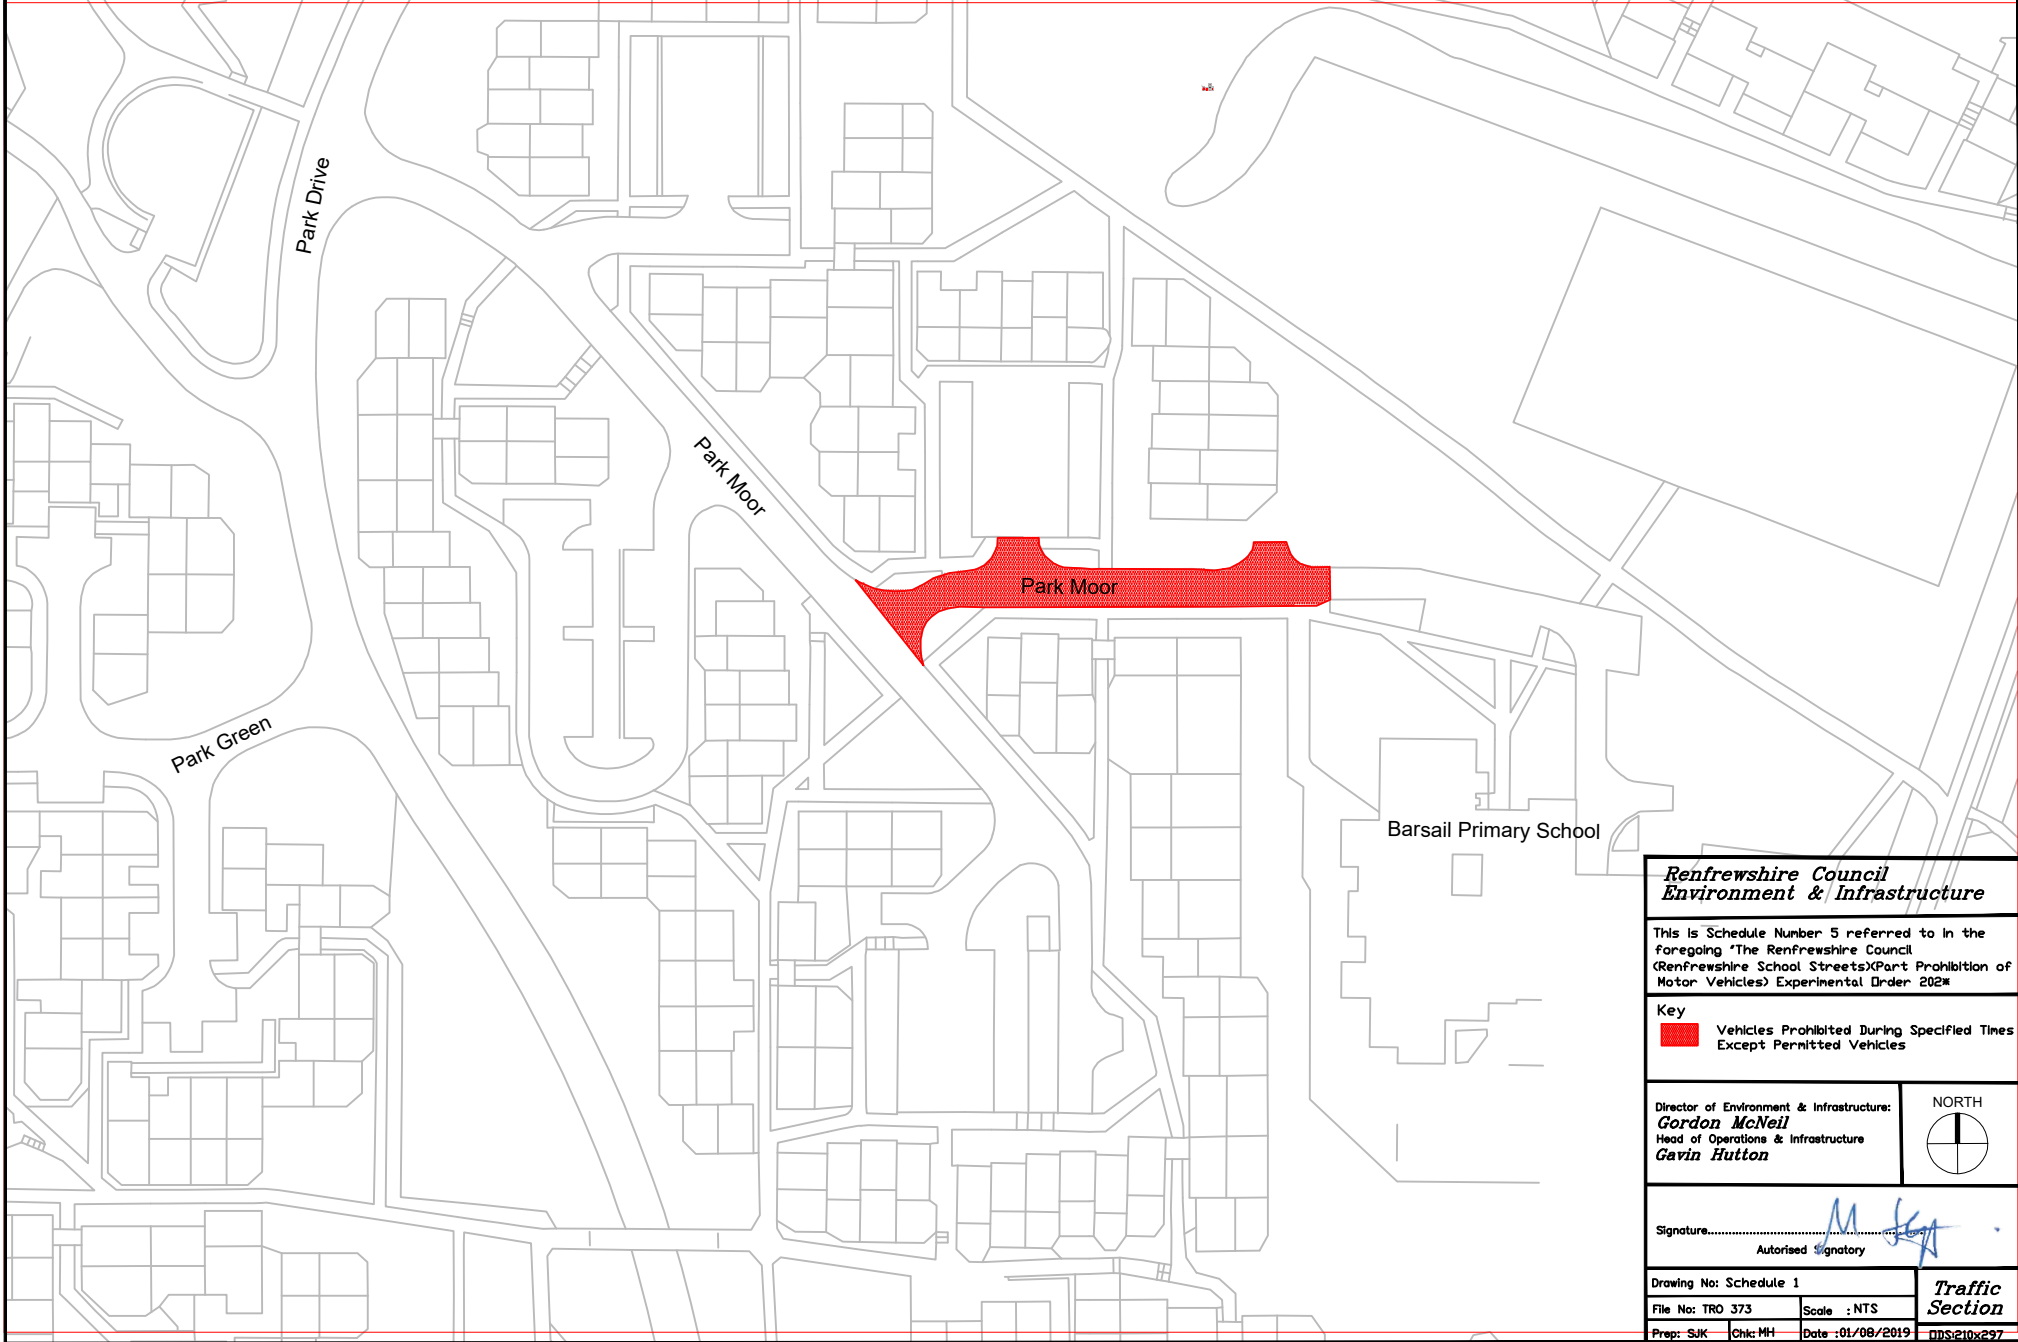 Park Drive
Park Moor
Park Moor
Park Green
Barsail Primary School
Renfrewshire Council
Environment & Infrastructure
This is Schedule Number 5 referred to in the
foregoing "The Renfrewshire Council
(Renfrewshire School Streets)(Part Prohibition of
Motor Vehicles) Experimental Order 202*
Key
Vehicles Prohibited During Specified Times
Except Permitted Vehicles
Director of Environment & Infrastructure:
Gordon McNeil
Head of Operations & Infrastructure
Gavin Hutton
NORTH
Signature
Autorised Signatory
Drawing No: Schedule 1
File No: TRO 373
Scale : NTS
Prep: SJK
Chk: MH
Date : 01/08/2019
Traffic
Section
ODS:210x297